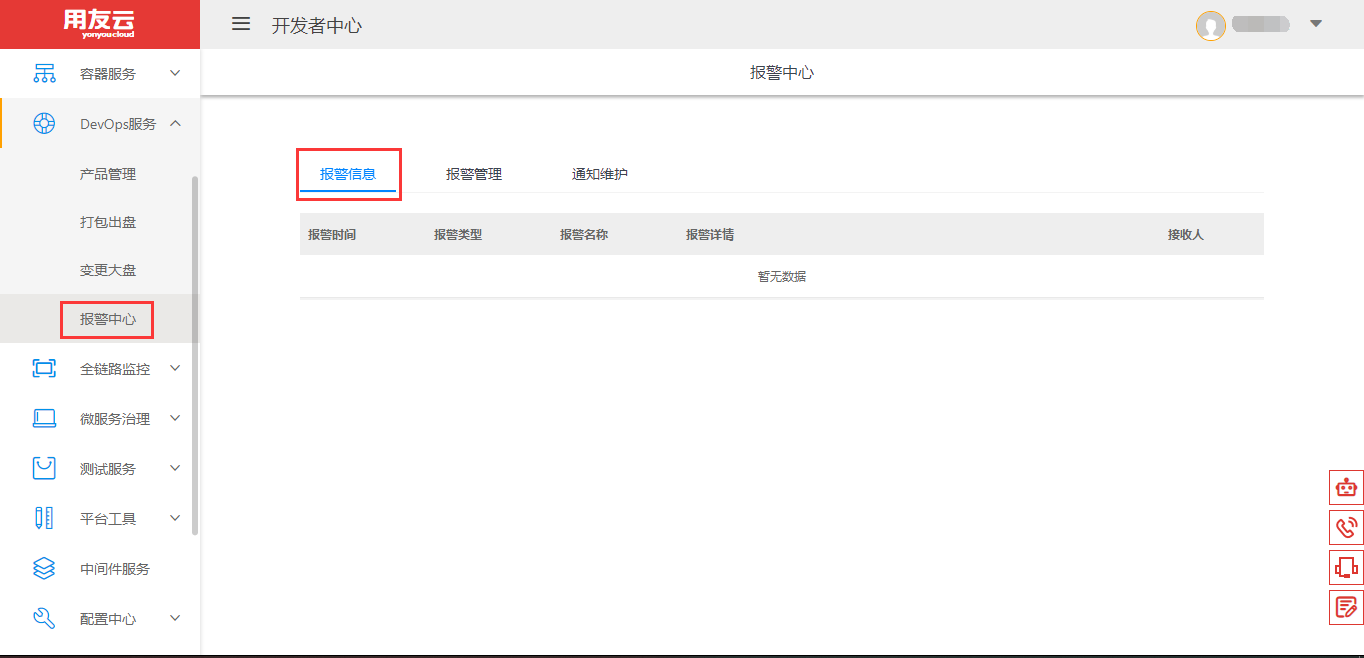 用友云
yonyoucloud
开发者中心
容器服务
DevOps服务
产品管理
打包出盘
变更大盘
报警中心
全链路监控
微服务治理
测试服务
平台工具
中间件服务
配置中心
报警中心
报警信息 报警管理 通知维护
报警时间 报警类型 报警名称 报警详情 接收人
暂无数据